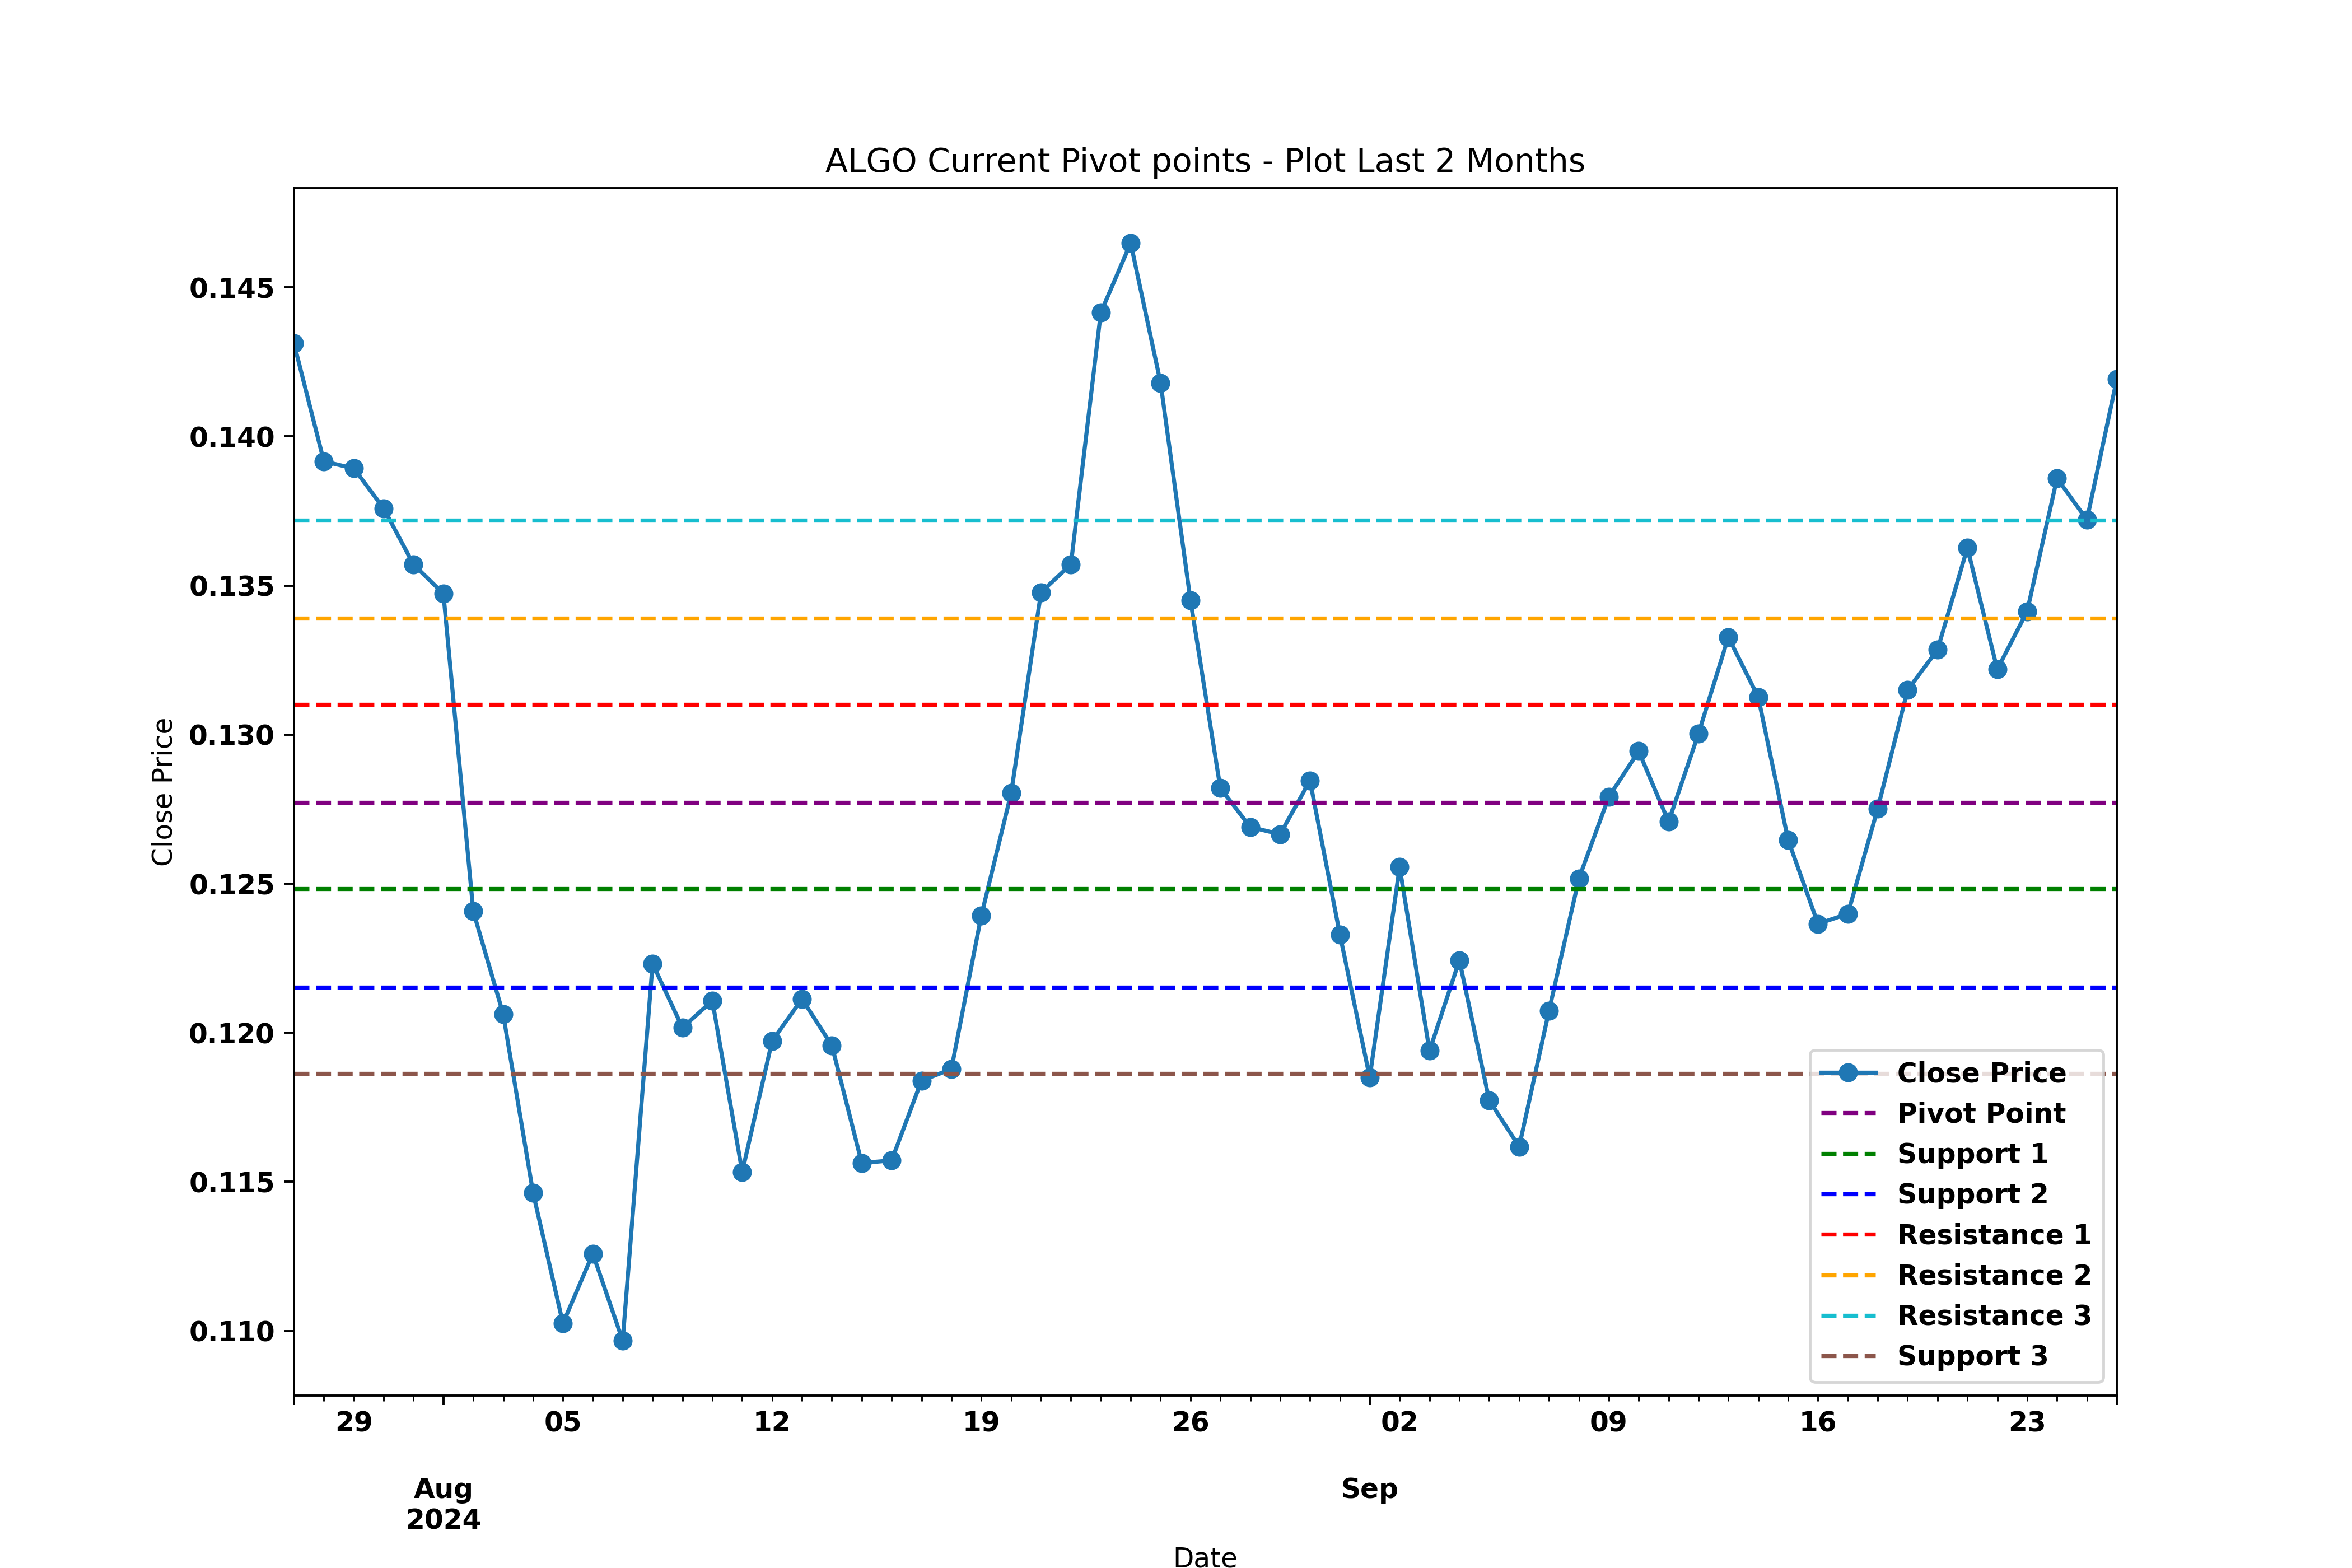 ALGO Current Pivot points - Plot Last 2 Months
Close Price
0.145
0.140
0.135
0.130
0.125
0.120
0.115
0.110
29 05 12 19 26 02 09 16 23
Aug Sep
2024
Date
Close Price
Pivot Point
Support 1
Support 2
Resistance 1
Resistance 2
Resistance 3
Support 3